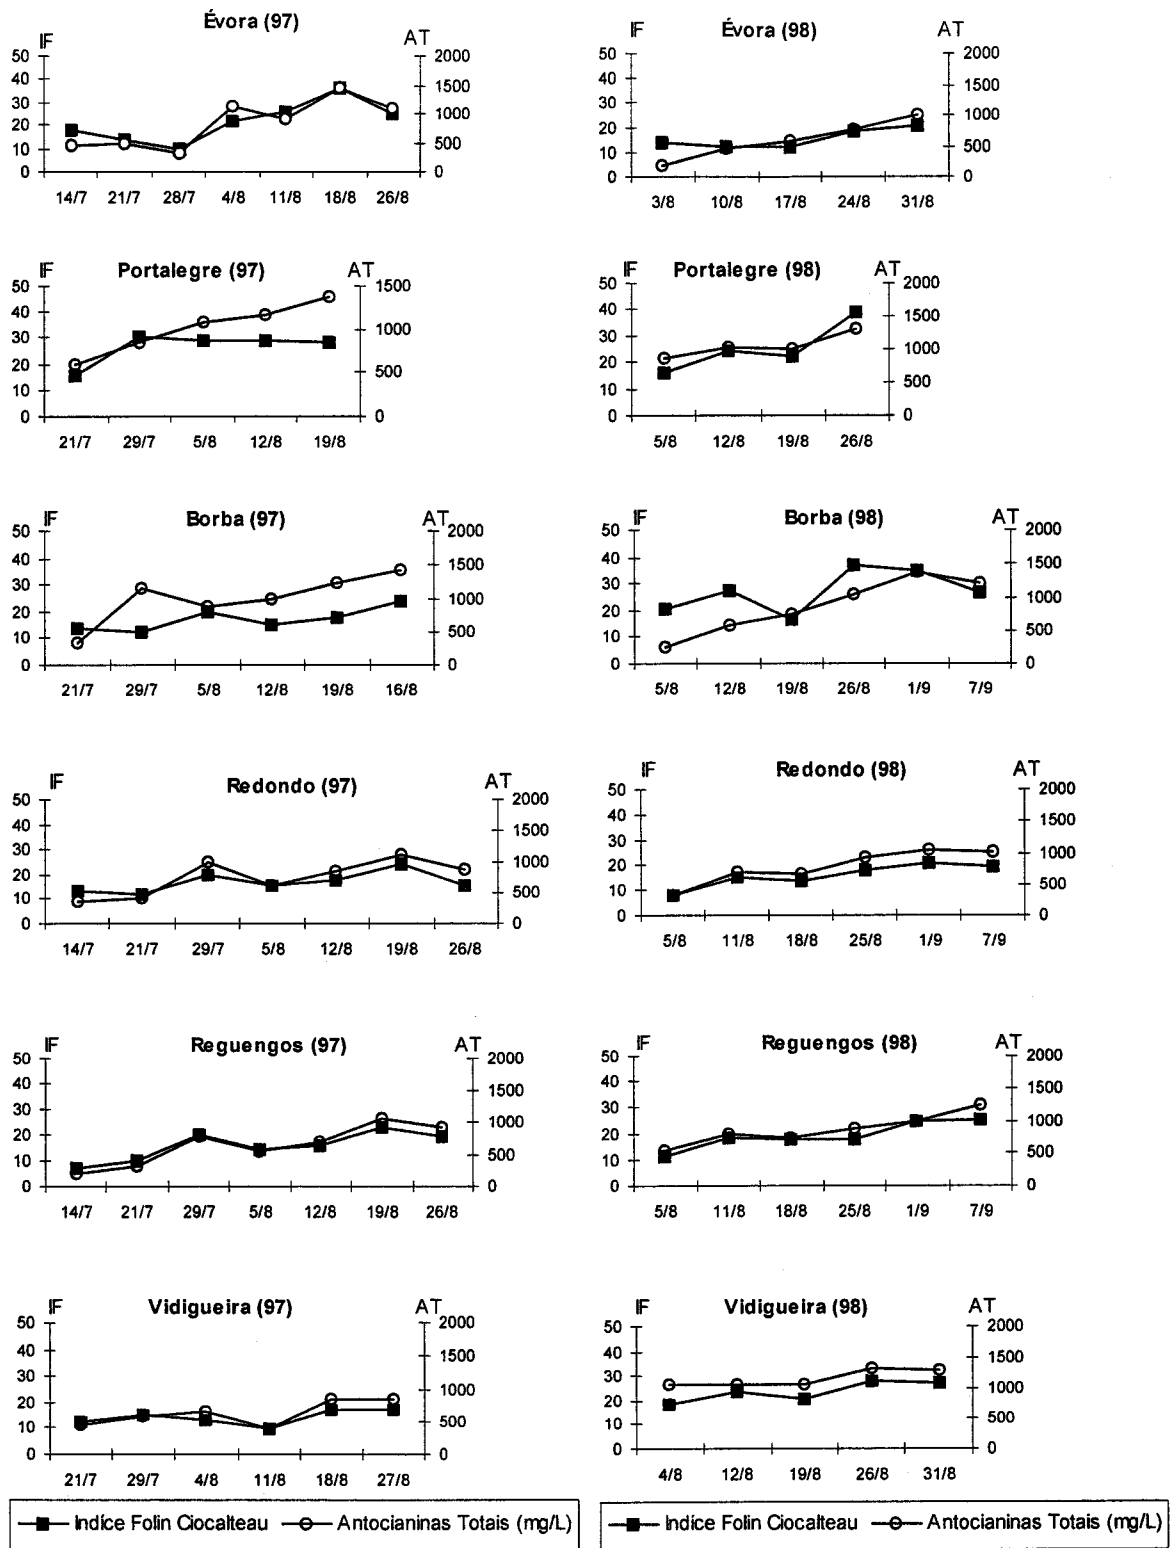 Évora (97)
IF AT
50 2000
40 1500
30 1000
20
10 500
0 0
14/7 21/7 28/7 4/8 11/8 18/8 26/8
Évora (98)
IF AT
50 2000
40 1500
30 1000
20
10 500
0 0
3/8 10/8 17/8 24/8 31/8
Portalegre (97)
IF AT
50 1500
40 1000
30
20 500
10
0 0
21/7 29/7 5/8 12/8 19/8
Portalegre (98)
IF AT
50 2000
40 1500
30 1000
20
10 500
0 0
5/8 12/8 19/8 26/8
Borba (97)
IF AT
50 2000
40 1500
30 1000
20
10 500
0 0
21/7 29/7 5/8 12/8 19/8 16/8
Borba (98)
IF AT
50 2000
40 1500
30 1000
20
10 500
0 0
5/8 12/8 19/8 26/8 1/9 7/9
Redondo (97)
IF AT
50 2000
40 1500
30 1000
20
10 500
0 0
14/7 21/7 29/7 5/8 12/8 19/8 26/8
Redondo (98)
IF AT
50 2000
40 1500
30 1000
20
10 500
0 0
5/8 11/8 18/8 25/8 1/9 7/9
Reguengos (97)
IF AT
50 2000
40 1500
30 1000
20
10 500
0 0
14/7 21/7 29/7 5/8 12/8 19/8 26/8
Reguengos (98)
IF AT
50 2000
40 1500
30 1000
20
10 500
0 0
5/8 11/8 18/8 25/8 1/9 7/9
Vidigueira (97)
IF AT
50 2000
40 1500
30 1000
20
10 500
0 0
21/7 29/7 4/8 11/8 18/8 27/8
Vidigueira (98)
IF AT
50 2000
40 1500
30 1000
20
10 500
0 0
4/8 12/8 19/8 26/8 31/8
Indíce Folin Ciocalteau Antocianinas Totais (mg/L)
Indíce Folin Ciocalteau Antocianinas Totais (mg/L)